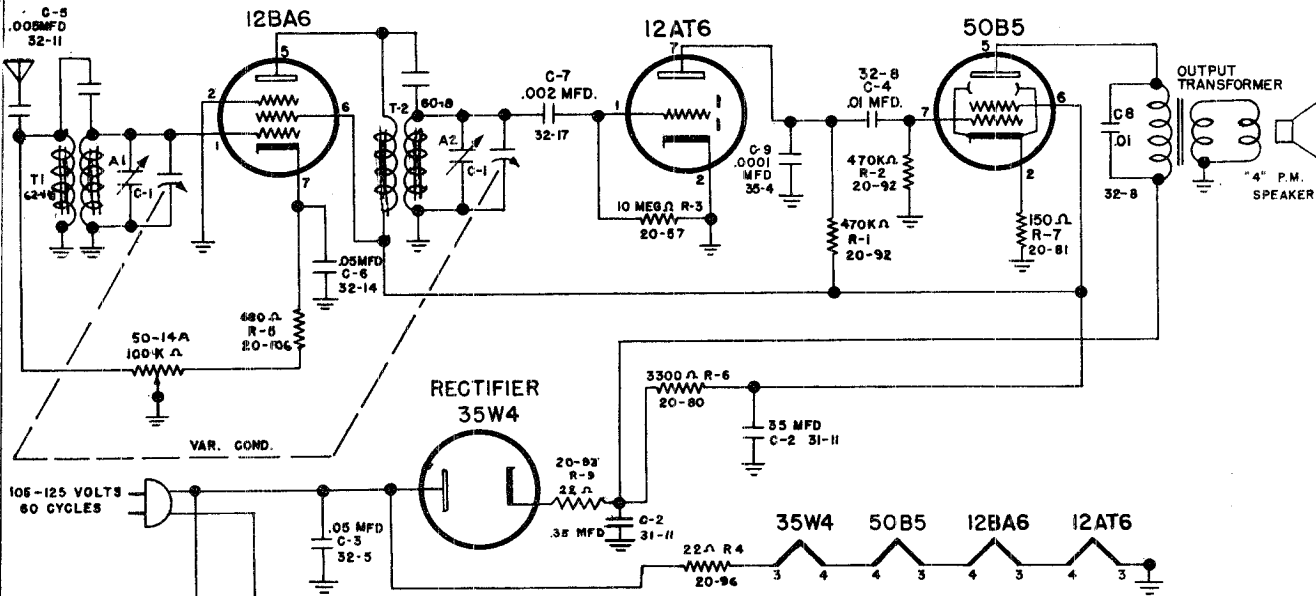 C-5
.005MFD
32-11
12BA6
5
2
6
1
7
T1
A1
C-1
.05MFD
C-6
32-14
680 Ω
R-5
20-106
50-14A
100 K Ω
VAR. COND.
T-2
60-18
A2
C-1
C-7
.002 MFD.
32-17
12AT6
7
1
2
10 MEG Ω R-3
20-57
C-9
.0001
MFD
35-4
32-8
C-4
.01 MFD.
470KΩ
R-2
20-92
470KΩ
R-1
20-92
50B5
5
6
7
2
150 Ω
R-7
20-81
C8
.01
32-8
OUTPUT
TRANSFORMER
"4" P.M.
SPEAKER
3300 Ω R-6
20-80
35 MFD
C-2 31-11
RECTIFIER
35W4
R-9
22 Ω
.35 MFD
C-2
31-11
105-125 VOLTS
60 CYCLES
.05 MFD
C-3
32-5
22Ω R4
20-96
35W4 50B5 12BA6 12AT6
3 4 4 3 4 3 4 3